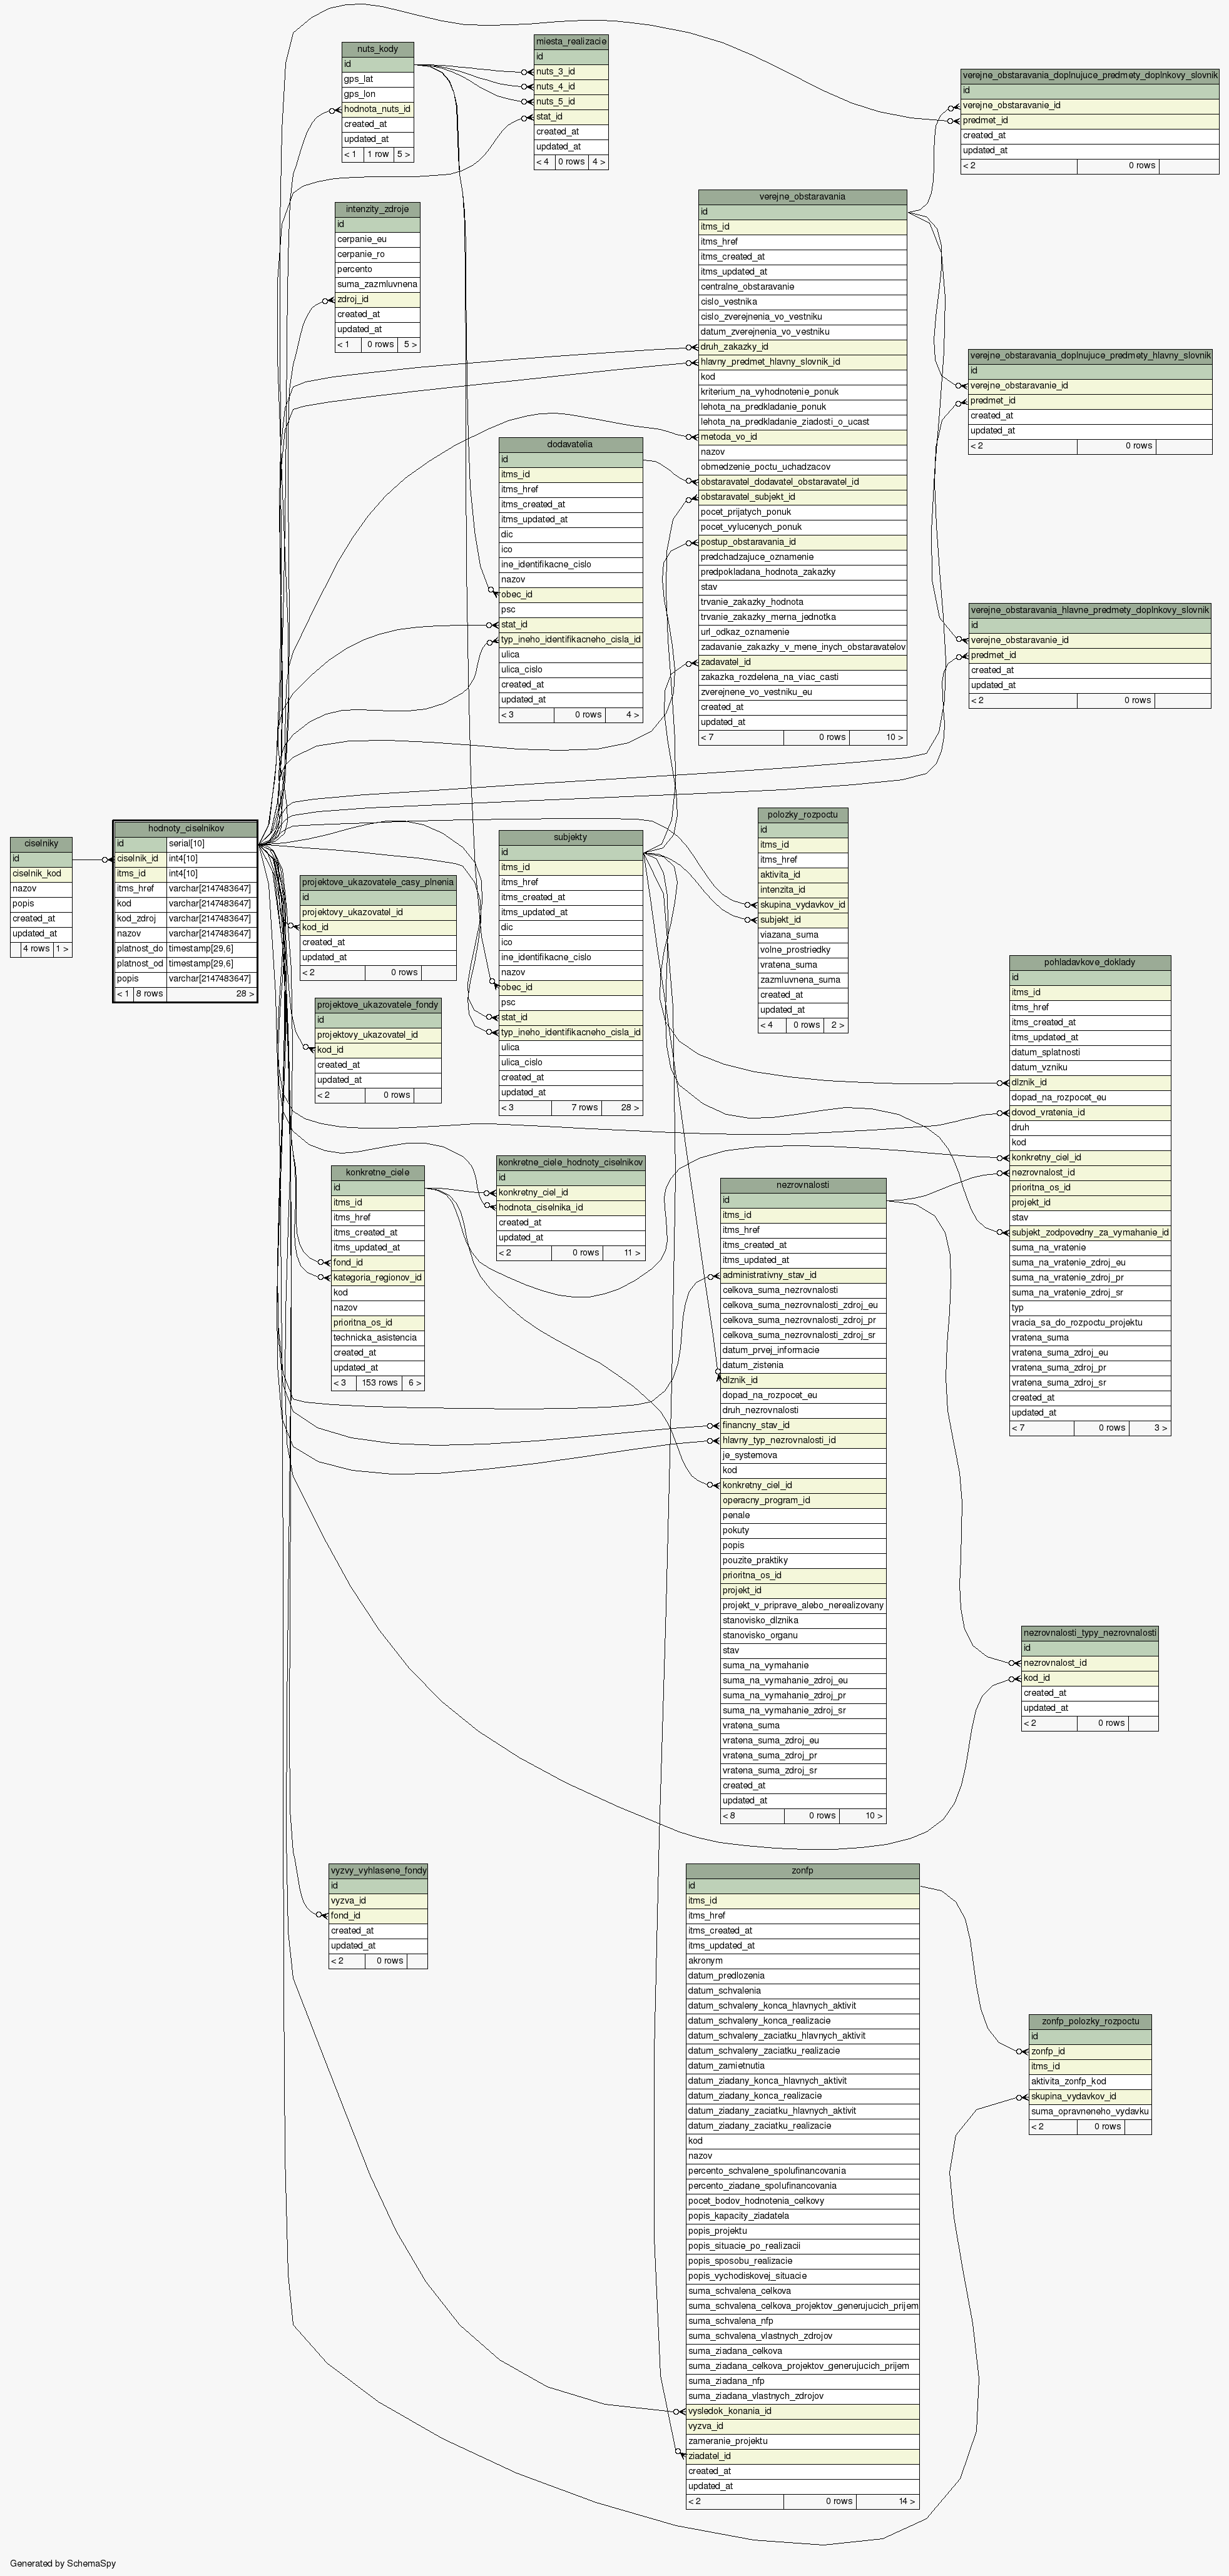 nuts_kody
id
gps_lat
gps_lon
hodnota_nuts_id
created_at
updated_at
< 1 1 row 5 >
miesta_realizacie
id
nuts_3_id
nuts_4_id
nuts_5_id
stat_id
created_at
updated_at
< 4 0 rows 4 >
verejne_obstaravania_doplnujuce_predmety_doplnkovy_slovnik
id
verejne_obstaravanie_id
predmet_id
created_at
updated_at
< 2 0 rows
intenzity_zdroje
id
cerpanie_eu
cerpanie_ro
percento
suma_zazmluvnena
zdroj_id
created_at
updated_at
< 1 0 rows 5 >
verejne_obstaravania
id
itms_id
itms_href
itms_created_at
itms_updated_at
centralne_obstaravanie
cislo_vestnika
cislo_zverejnenia_vo_vestniku
datum_zverejnenia_vo_vestniku
druh_zakazky_id
hlavny_predmet_hlavny_slovnik_id
kod
kriterium_na_vyhodnotenie_ponuk
lehota_na_predkladanie_ponuk
lehota_na_predkladanie_ziadosti_o_ucast
metoda_vo_id
nazov
obmedzenie_poctu_uchadzacov
obstaravatel_dodavatel_obstaravatel_id
obstaravatel_subjekt_id
pocet_prijatych_ponuk
pocet_vylucenych_ponuk
postup_obstaravania_id
predchadzajuce_oznamenie
predpokladana_hodnota_zakazky
stav
trvanie_zakazky_hodnota
trvanie_zakazky_merna_jednotka
url_odkaz_oznamenie
zadavanie_zakazky_v_mene_inych_obstaravatelov
zadavatel_id
zakazka_rozdelena_na_viac_casti
zverejnene_vo_vestniku_eu
created_at
updated_at
< 7 0 rows 10 >
verejne_obstaravania_doplnujuce_predmety_hlavny_slovnik
id
verejne_obstaravanie_id
predmet_id
created_at
updated_at
< 2 0 rows
dodavatelia
id
itms_id
itms_href
itms_created_at
itms_updated_at
dic
ico
ine_identifikacne_cislo
nazov
obec_id
psc
stat_id
typ_ineho_identifikacneho_cisla_id
ulica
ulica_cislo
created_at
updated_at
< 3 0 rows 4 >
verejne_obstaravania_hlavne_predmety_doplnkovy_slovnik
id
verejne_obstaravanie_id
predmet_id
created_at
updated_at
< 2 0 rows
ciselniky
id
ciselnik_kod
nazov
popis
created_at
updated_at
4 rows 1 >
hodnoty_ciselnikov
id serial[10]
ciselnik_id int4[10]
itms_id int4[10]
itms_href varchar[2147483647]
kod varchar[2147483647]
kod_zdroj varchar[2147483647]
nazov varchar[2147483647]
platnost_do timestamp[29,6]
platnost_od timestamp[29,6]
popis varchar[2147483647]
< 1 8 rows 28 >
projektove_ukazovatele_casy_plnenia
id
projektovy_ukazovatel_id
kod_id
created_at
updated_at
< 2 0 rows
projektove_ukazovatele_fondy
id
projektovy_ukazovatel_id
kod_id
created_at
updated_at
< 2 0 rows
subjekty
id
itms_id
itms_href
itms_created_at
itms_updated_at
dic
ico
ine_identifikacne_cislo
nazov
obec_id
psc
stat_id
typ_ineho_identifikacneho_cisla_id
ulica
ulica_cislo
created_at
updated_at
< 3 7 rows 28 >
polozky_rozpoctu
id
itms_id
itms_href
aktivita_id
intenzita_id
skupina_vydavkov_id
subjekt_id
viazana_suma
volne_prostriedky
vratena_suma
zazmluvnena_suma
created_at
updated_at
< 4 0 rows 2 >
pohladavkove_doklady
id
itms_id
itms_href
itms_created_at
itms_updated_at
datum_splatnosti
datum_vzniku
dlznik_id
dopad_na_rozpocet_eu
dovod_vratenia_id
druh
kod
konkretny_ciel_id
nezrovnalost_id
prioritna_os_id
projekt_id
stav
subjekt_zodpovedny_za_vymahanie_id
suma_na_vratenie
suma_na_vratenie_zdroj_eu
suma_na_vratenie_zdroj_pr
suma_na_vratenie_zdroj_sr
typ
vracia_sa_do_rozpoctu_projektu
vratena_suma
vratena_suma_zdroj_eu
vratena_suma_zdroj_pr
vratena_suma_zdroj_sr
created_at
updated_at
< 7 0 rows 3 >
konkretne_ciele
id
itms_id
itms_href
itms_created_at
itms_updated_at
fond_id
kategoria_regionov_id
kod
nazov
prioritna_os_id
technicka_asistencia
created_at
updated_at
< 3 153 rows 6 >
konkretne_ciele_hodnoty_ciselnikov
id
konkretny_ciel_id
hodnota_ciselnika_id
created_at
updated_at
< 2 0 rows 11 >
nezrovnalosti
id
itms_id
itms_href
itms_created_at
itms_updated_at
administrativny_stav_id
celkova_suma_nezrovnalosti
celkova_suma_nezrovnalosti_zdroj_eu
celkova_suma_nezrovnalosti_zdroj_pr
celkova_suma_nezrovnalosti_zdroj_sr
datum_prvej_informacie
datum_zistenia
dlznik_id
dopad_na_rozpocet_eu
druh_nezrovnalosti
financny_stav_id
hlavny_typ_nezrovnalosti_id
je_systemova
kod
konkretny_ciel_id
operacny_program_id
penale
pokuty
popis
pouzite_praktiky
prioritna_os_id
projekt_id
projekt_v_priprave_alebo_nerealizovany
stanovisko_dlznika
stanovisko_organu
stav
suma_na_vymahanie
suma_na_vymahanie_zdroj_eu
suma_na_vymahanie_zdroj_pr
suma_na_vymahanie_zdroj_sr
vratena_suma
vratena_suma_zdroj_eu
vratena_suma_zdroj_pr
vratena_suma_zdroj_sr
created_at
updated_at
< 8 0 rows 10 >
nezrovnalosti_typy_nezrovnalosti
id
nezrovnalost_id
kod_id
created_at
updated_at
< 2 0 rows
vyzvy_vyhlasene_fondy
id
vyzva_id
fond_id
created_at
updated_at
< 2 0 rows
zonfp
id
itms_id
itms_href
itms_created_at
itms_updated_at
akronym
datum_predlozenia
datum_schvalenia
datum_schvaleny_konca_hlavnych_aktivit
datum_schvaleny_konca_realizacie
datum_schvaleny_zaciatku_hlavnych_aktivit
datum_schvaleny_zaciatku_realizacie
datum_zamietnutia
datum_ziadany_konca_hlavnych_aktivit
datum_ziadany_konca_realizacie
datum_ziadany_zaciatku_hlavnych_aktivit
datum_ziadany_zaciatku_realizacie
kod
nazov
percento_schvalene_spolufinancovania
percento_ziadane_spolufinancovania
pocet_bodov_hodnotenia_celkovy
popis_kapacity_ziadatela
popis_projektu
popis_situacie_po_realizacii
popis_sposobu_realizacie
popis_vychodiskovej_situacie
suma_schvalena_celkova
suma_schvalena_celkova_projektov_generujucich_prijem
suma_schvalena_nfp
suma_schvalena_vlastnych_zdrojov
suma_ziadana_celkova
suma_ziadana_celkova_projektov_generujucich_prijem
suma_ziadana_nfp
suma_ziadana_vlastnych_zdrojov
vysledok_konania_id
vyzva_id
zameranie_projektu
ziadatel_id
created_at
updated_at
< 2 0 rows 14 >
zonfp_polozky_rozpoctu
id
zonfp_id
itms_id
aktivita_zonfp_kod
skupina_vydavkov_id
suma_opravneneho_vydavku
< 2 0 rows
Generated by SchemaSpy